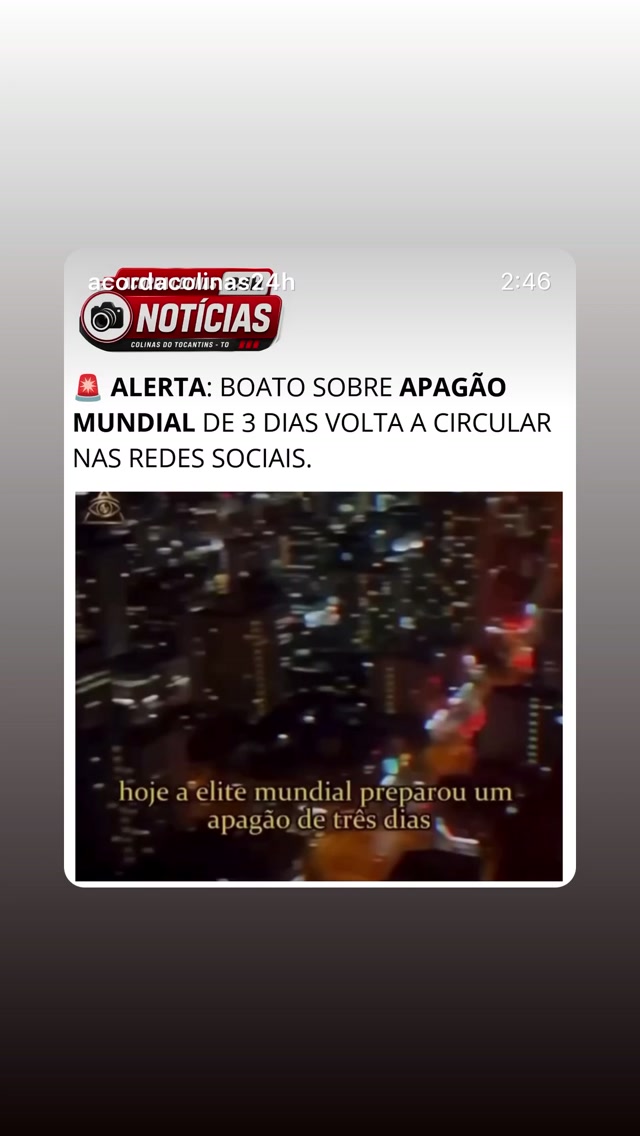 acordacolinas24h
2:46
NOTÍCIAS
COLINAS DO TOCANTINS - TO
🚨 ALERTA: BOATO SOBRE APAGÃO
MUNDIAL DE 3 DIAS VOLTA A CIRCULAR
NAS REDES SOCIAIS.
hoje a elite mundial preparou um
apagão de três dias